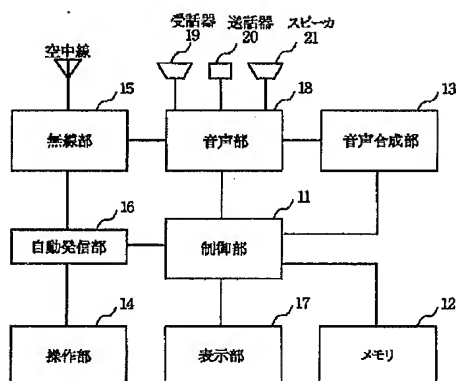 受話器
19
送話器
20
スピーカ
21
空中線
15
無線部
18
音声部
13
音声合成部
16
自動発信部
11
制御部
14
操作部
17
表示部
12
メモリ